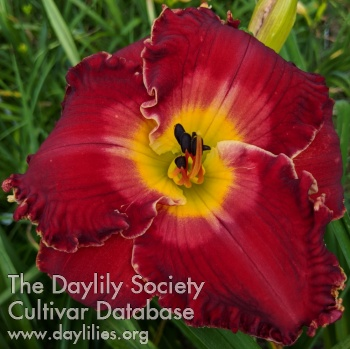 The Daylily Society
Cultivar Database
www.daylilies.org